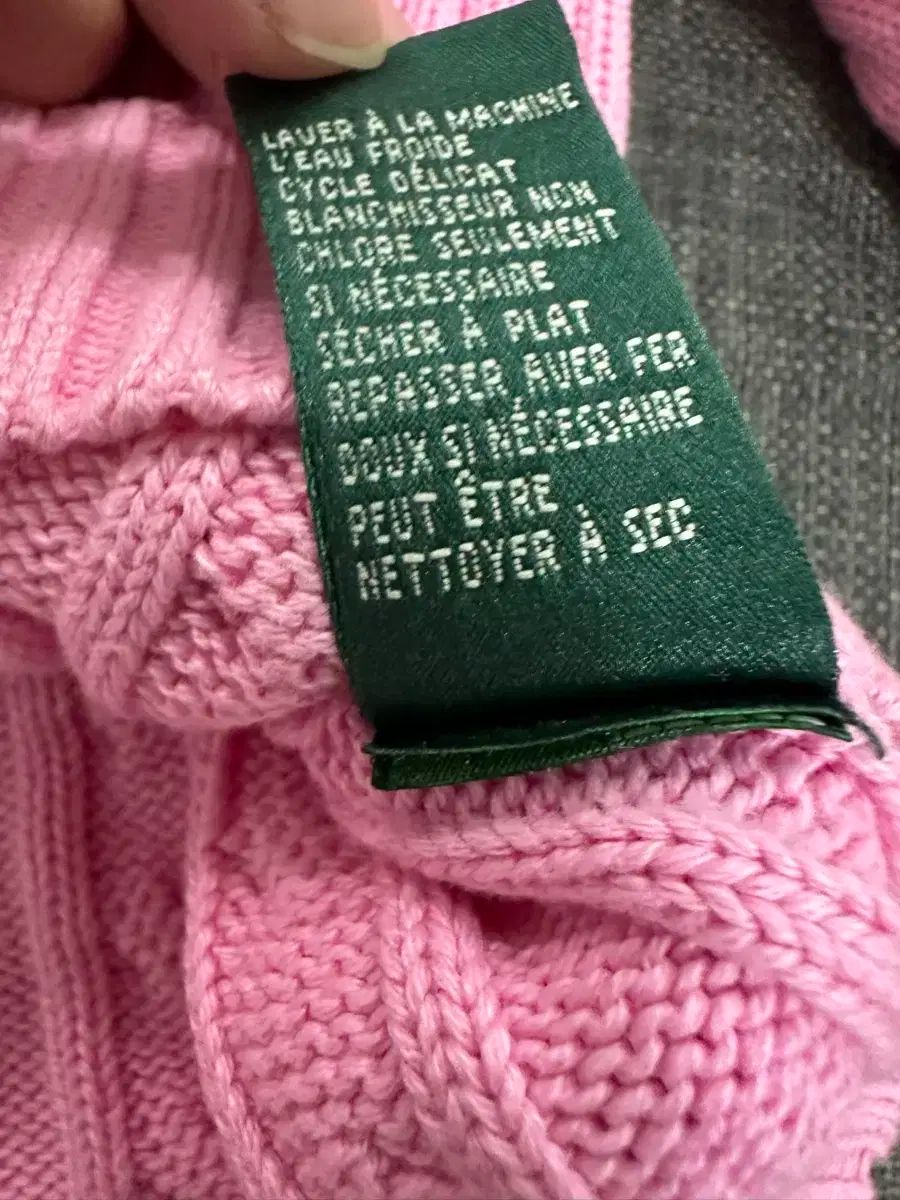 LAVER À LA MACHINE
L'EAU FROIDE
CYCLE DÉLICAT
BLANCHISSEUR NON
CHLORE SEULEMENT
SI NÉCESSAIRE
SÉCHER À PLAT
REPASSER AVER FER
DOUX SI NÉCESSAIRE
PEUT ÊTRE
NETTOYER À SEC